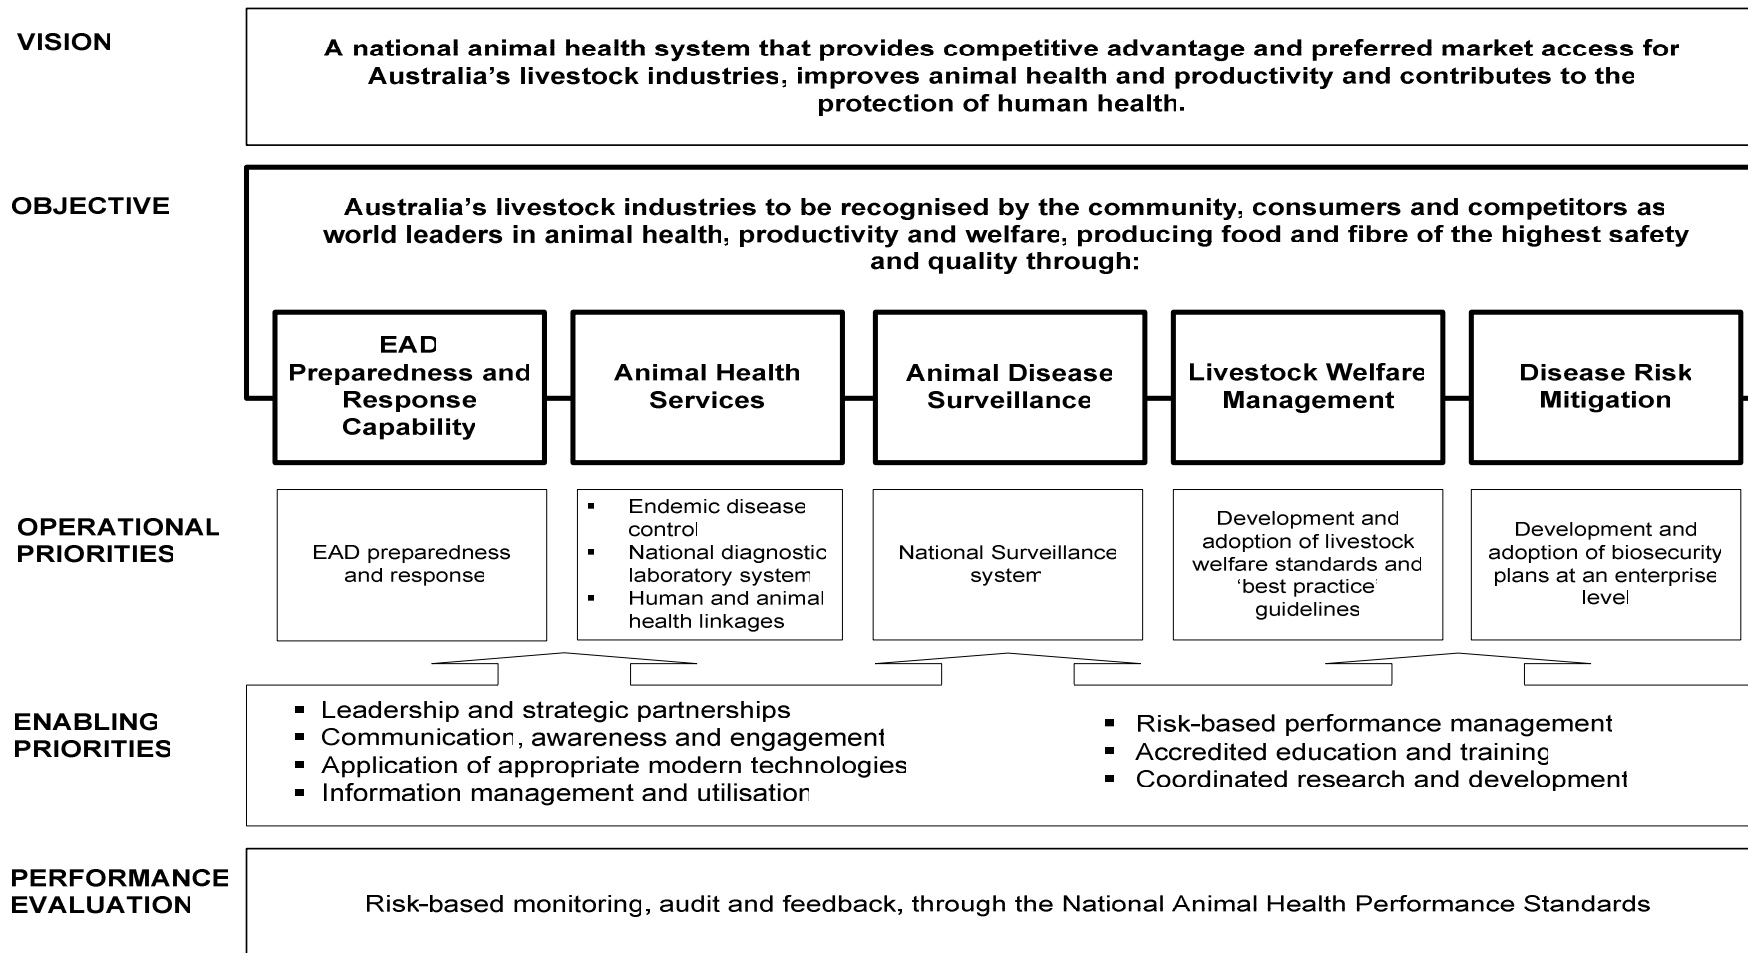 VISION
A national animal health system that provides competitive advantage and preferred market access for
Australia’s livestock industries, improves animal health and productivity and contributes to the
protection of human health.
OBJECTIVE
Australia’s livestock industries to be recognised by the community, consumers and competitors as
world leaders in animal health, productivity and welfare, producing food and fibre of the highest safety
and quality through:
EAD
Preparedness and
Response
Capability
Animal Health
Services
Animal Disease
Surveillance
Livestock Welfare
Management
Disease Risk
Mitigation
OPERATIONAL
PRIORITIES
EAD preparedness
and response
▪ Endemic disease
control
▪ National diagnostic
laboratory system
▪ Human and animal
health linkages
National Surveillance
system
Development and
adoption of livestock
welfare standards and
‘best practice’
guidelines
Development and
adoption of biosecurity
plans at an enterprise
level
ENABLING
PRIORITIES
▪ Leadership and strategic partnerships
▪ Communication, awareness and engagement
▪ Application of appropriate modern technologies
▪ Information management and utilisation
▪ Risk-based performance management
▪ Accredited education and training
▪ Coordinated research and development
PERFORMANCE
EVALUATION
Risk-based monitoring, audit and feedback, through the National Animal Health Performance Standards